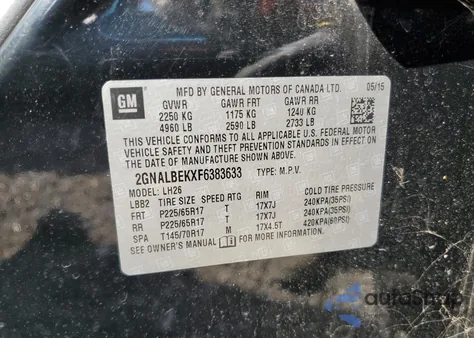 GM
MFD BY GENERAL MOTORS OF CANADA LTD. 05/15
GVWR GAWR FRT GAWR RR
2250 KG 1175 KG 1240 KG
4960 LB 2590 LB 2733 LB
THIS VEHICLE CONFORMS TO ALL APPLICABLE U.S. FEDERAL MOTOR
VEHICLE SAFETY AND THEFT PREVENTION STANDARDS IN EFFECT ON
THE DATE OF MANUFACTURE SHOWN ABOVE.
2GNALBEKXF6383633 TYPE: M.P.V.
MODEL: LH26
LBB2 TIRE SIZE SPEED RTG RIM COLD TIRE PRESSURE
FRT P225/65R17 T 17X7J 240KPA(35PSI)
RR P225/65R17 T 17X7J 240KPA(35PSI)
SPA T145/70R17 M 17X4.5T 420KPA(60PSI)
SEE OWNER'S MANUAL FOR MORE INFORMATION